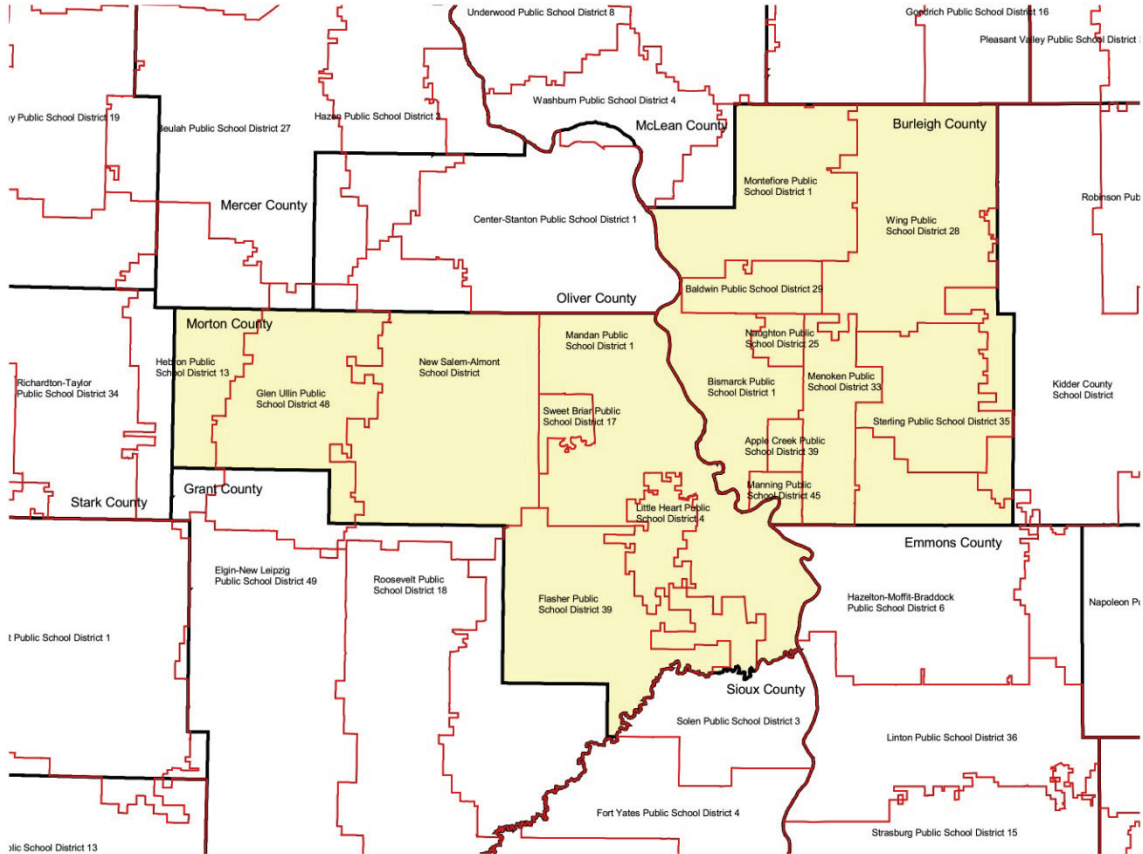 Underwood Public School District 8
Goodrich Public School District 16
Pleasant Valley Public School District
Washburn Public School District 4
McLean County
Burleigh County
y Public School District 19
Beulah Public School District 27
Hazen Public School District 3
Montefiore Public
School District 1
Robinson Pub
Mercer County
Center-Stanton Public School District 1
Wing Public
School District 28
Baldwin Public School District 29
Oliver County
Morton County
Mandan Public
School District 1
Naughton Public
School District 25
Hebron Public
School District 13
New Salem-Almont
School District
Richardton-Taylor
Public School District 34
Glen Ullin Public
School District 48
Bismarck Public
School District 1
Menoken Public
School District 33
Kidder County
School District
Sweet Briar Public
School District 17
Sterling Public School District 35
Apple Creek Public
School District 39
Stark County
Grant County
Manning Public
School District 45
Little Heart Public
School District 4
Emmons County
Elgin-New Leipzig
Public School District 49
Roosevelt Public
School District 18
Flasher Public
School District 39
Hazelton-Moffit-Braddock
Public School District 6
Napoleon Pu
t Public School District 1
Sioux County
Solen Public School District 3
Linton Public School District 36
Fort Yates Public School District 4
Strasburg Public School District 15
blic School District 13